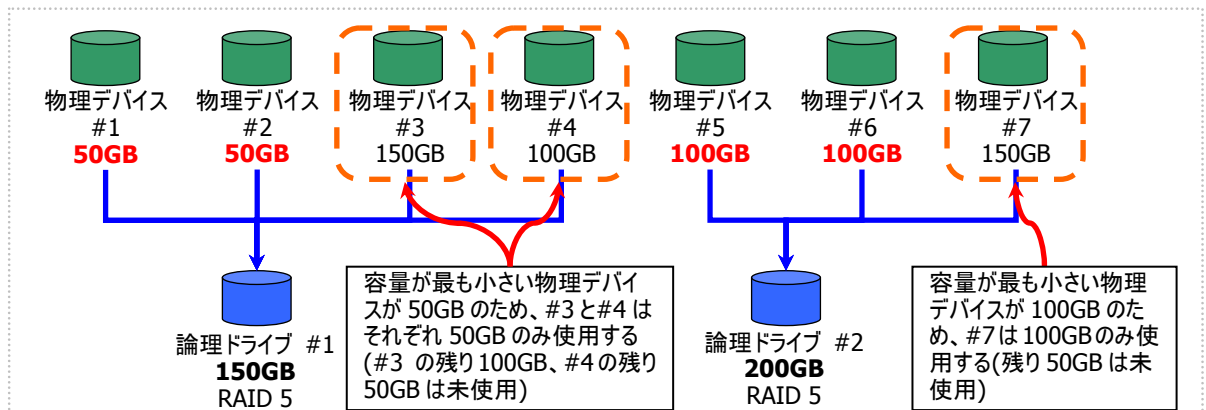 物理デバイス
#1
50GB
物理デバイス
#2
50GB
物理デバイス
#3
150GB
物理デバイス
#4
100GB
物理デバイス
#5
100GB
物理デバイス
#6
100GB
物理デバイス
#7
150GB
論理ドライブ #1
150GB
RAID 5
容量が最も小さい物理デバイ
スが 50GB のため、#3 と#4 は
それぞれ 50GB のみ使用する
(#3 の残り 100GB、#4 の残り
50GB は未使用)
論理ドライブ #2
200GB
RAID 5
容量が最も小さい物理
デバイスが 100GB のた
め、#7 は 100GB のみ使
用する(残り 50GB は未
使用)